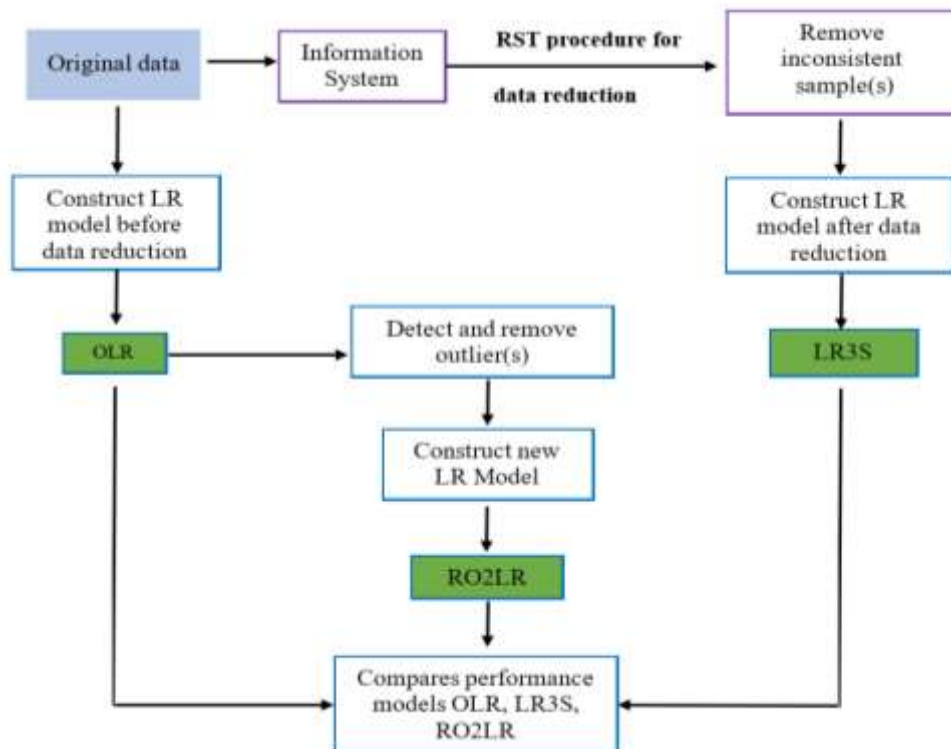 Original data
Information
System
RST procedure for
data reduction
Remove
inconsistent
sample(s)
Construct LR
model before
data reduction
Construct LR
model after data
reduction
OLR
Detect and remove
outlier(s)
LR3S
Construct new
LR Model
RO2LR
Compares performance
models OLR, LR3S,
RO2LR